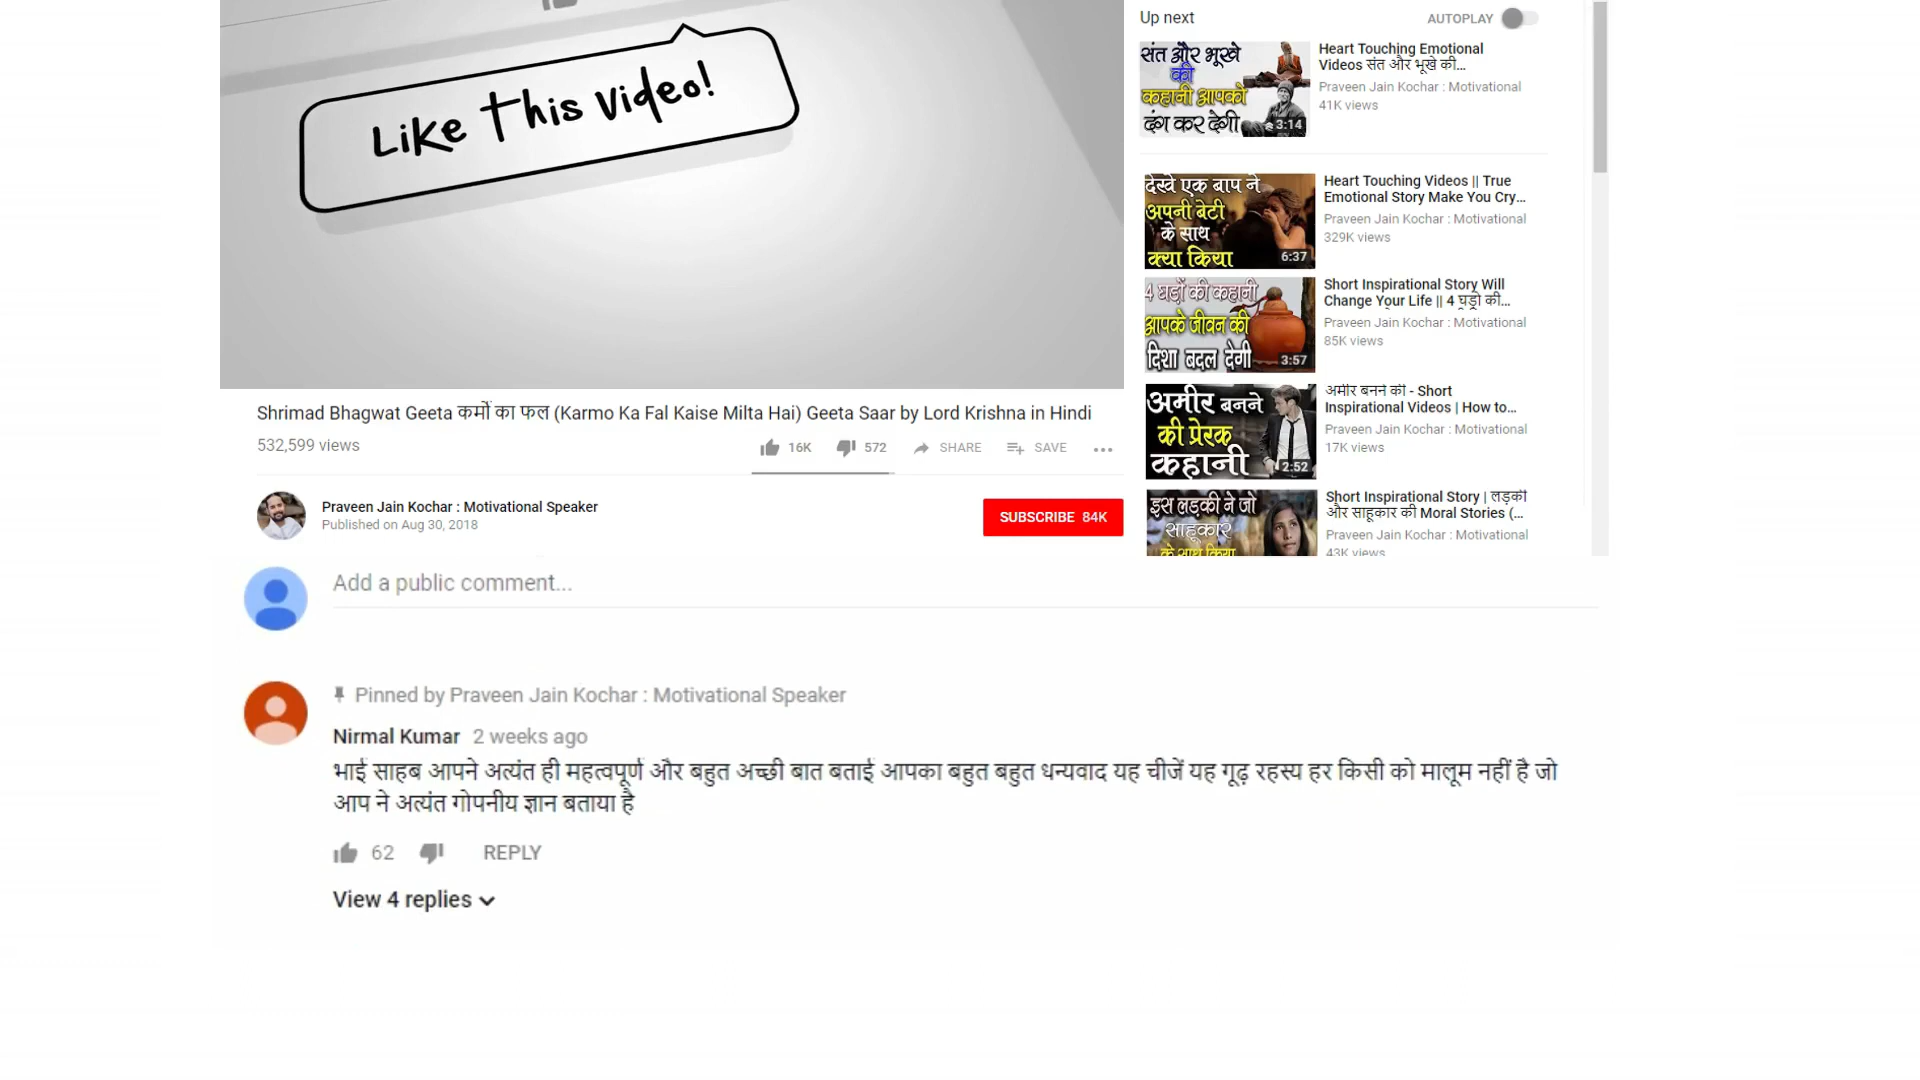 Like This Video!
Shrimad Bhagwat Geeta कर्मों का फल (Karmo Ka Fal Kaise Milta Hai) Geeta Saar by Lord Krishna in Hindi
532,599 views
16K 572 SHARE SAVE
Praveen Jain Kochar : Motivational Speaker
Published on Aug 30, 2018
SUBSCRIBE 84K
Up next
AUTOPLAY
संत और भूखे
की
कहानी आपको
दंग कर देगी
3:14
Heart Touching Emotional
Videos संत और भूखे की...
Praveen Jain Kochar : Motivational
41K views
देखे एक बाप ने
अपनी बेटी
के साथ
क्या किया
6:37
Heart Touching Videos || True
Emotional Story Make You Cry...
Praveen Jain Kochar : Motivational
329K views
4 घड़ों की कहानी
आपके जीवन की
दिशा बदल देगी
3:57
Short Inspirational Story Will
Change Your Life || 4 घड़ो की...
Praveen Jain Kochar : Motivational
85K views
अमीर बनने
की प्रेरक
कहानी
2:52
अमीर बनने की - Short
Inspirational Videos | How to...
Praveen Jain Kochar : Motivational
17K views
इस लड़की ने जो
साहूकार
के साथ किया
Short Inspirational Story | लड़की
और साहूकार की Moral Stories (...
Praveen Jain Kochar : Motivational
43K views
Add a public comment...
Pinned by Praveen Jain Kochar : Motivational Speaker
Nirmal Kumar 2 weeks ago
भाई साहब आपने अत्यंत ही महत्वपूर्ण और बहुत अच्छी बात बताई आपका बहुत बहुत धन्यवाद यह चीजें यह गूढ़ रहस्य हर किसी को मालूम नहीं है जो
आप ने अत्यंत गोपनीय ज्ञान बताया है
62 REPLY
View 4 replies